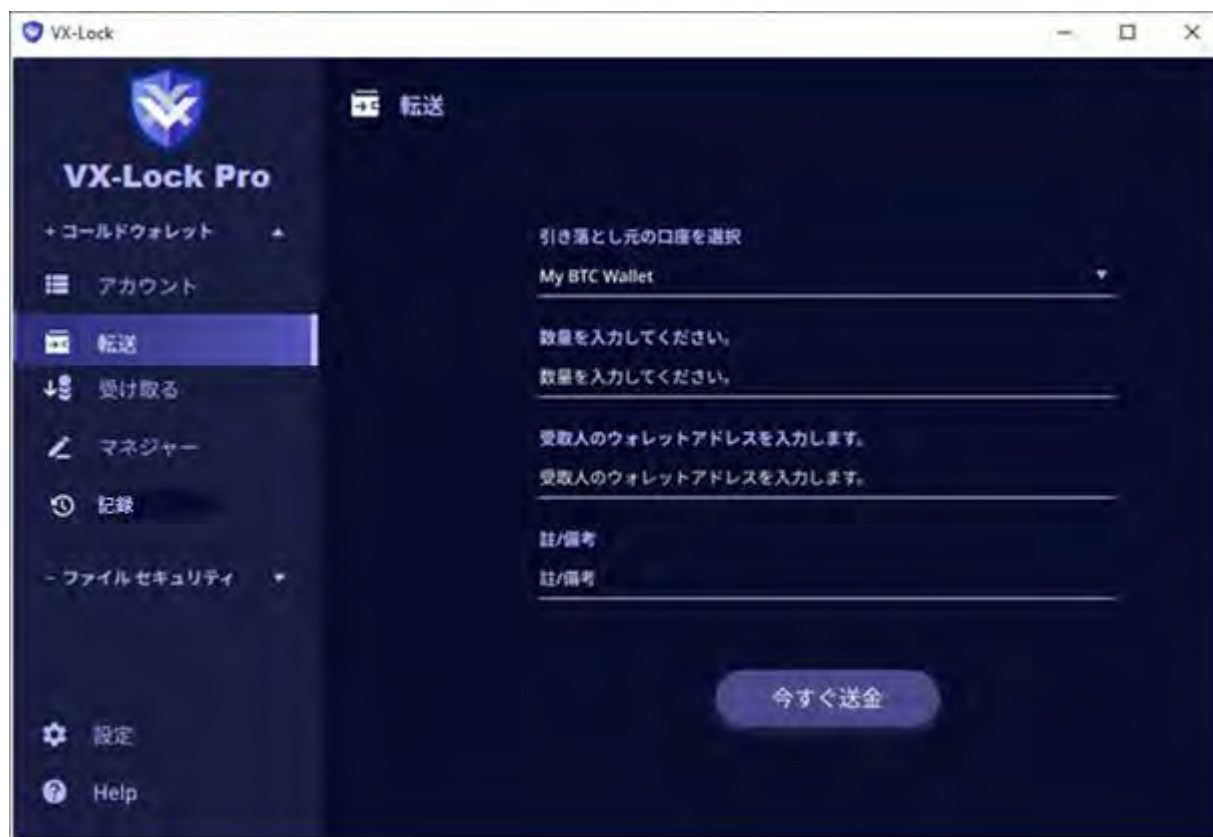 VX-Lock
VX-Lock Pro
+ コールドウォレット
アカウント
転送
受け取る
マネジャー
記録
- ファイル セキュリティ
設定
Help
転送
引き落とし元の口座を選択
My BTC Wallet
数量を入力してください。
数量を入力してください。
受取人のウォレットアドレスを入力します。
受取人のウォレットアドレスを入力します。
註/備考
註/備考
今すぐ送金